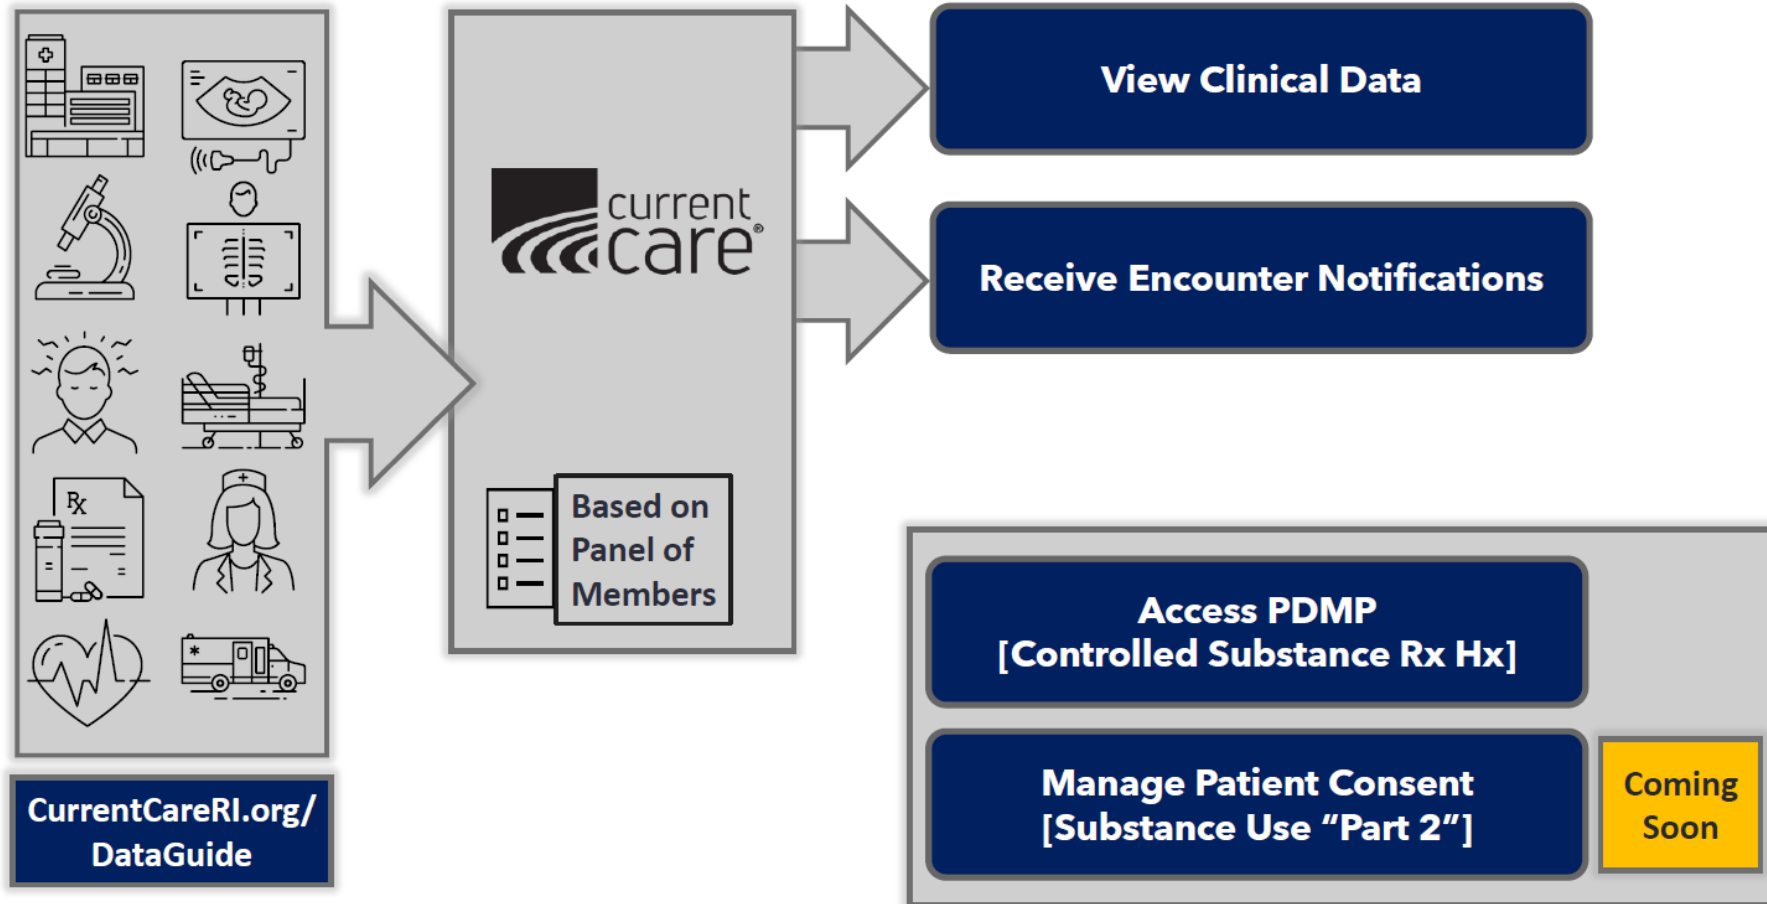 View Clinical Data
current
care®
Receive Encounter Notifications
Rx
Based on
Panel of
Members
Access PDMP
[Controlled Substance Rx Hx]
Manage Patient Consent
[Substance Use “Part 2”]
Coming
Soon
CurrentCareRI.org/
DataGuide